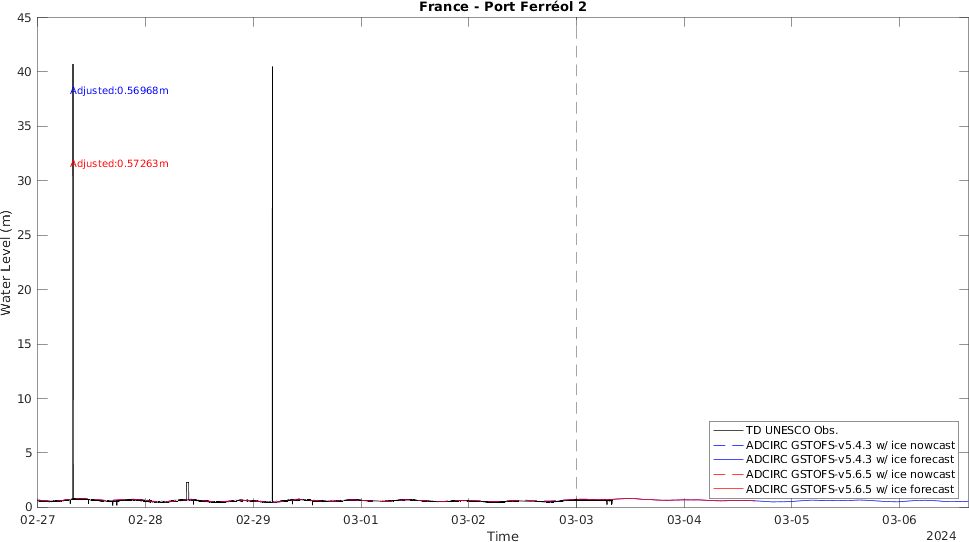 France - Port Ferréol 2
45
40
35
30
25
20
15
10
5
0
Water Level (m)
Adjusted:0.56968m
Adjusted:0.57263m
TD UNESCO Obs.
ADCIRC GSTOFS-v5.4.3 w/ ice nowcast
ADCIRC GSTOFS-v5.4.3 w/ ice forecast
ADCIRC GSTOFS-v5.6.5 w/ ice nowcast
ADCIRC GSTOFS-v5.6.5 w/ ice forecast
02-27 02-28 02-29 03-01 03-02 03-03 03-04 03-05 03-06
Time
2024